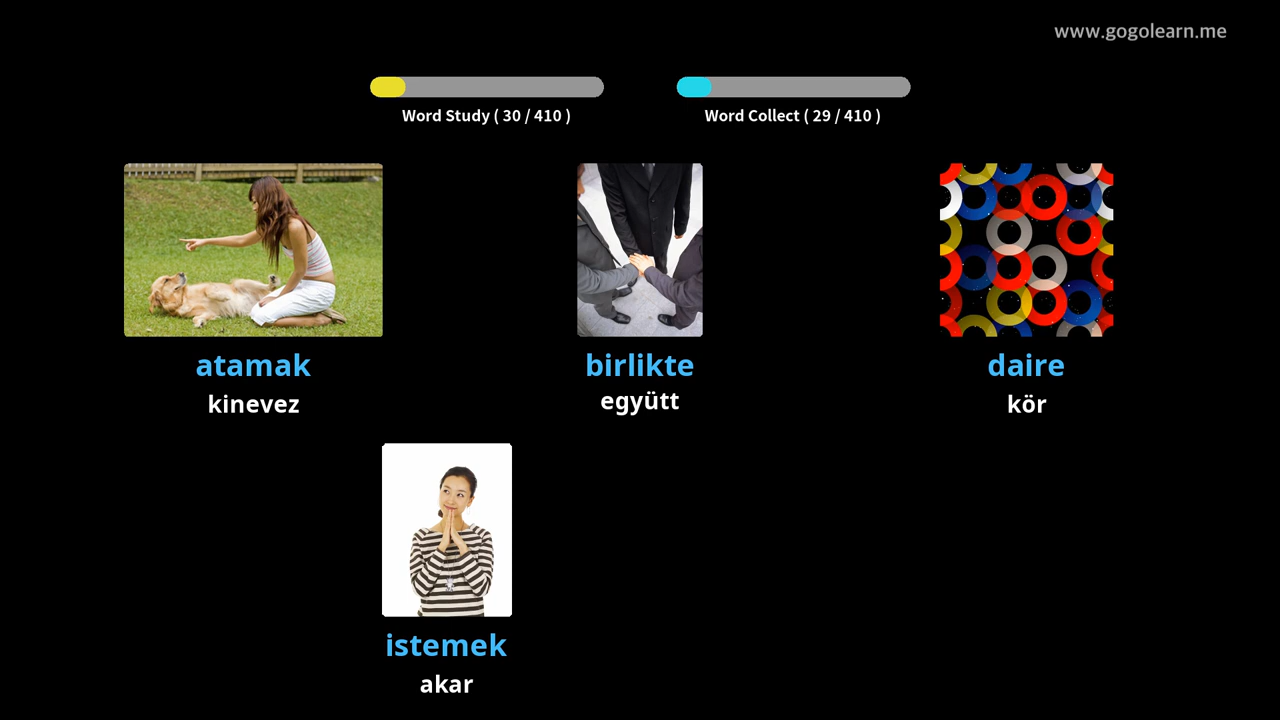 www.gogolearn.me
Word Study ( 30 / 410 )
Word Collect ( 29 / 410 )
atamak
kinevez
birlikte
együtt
daire
kör
istemek
akar